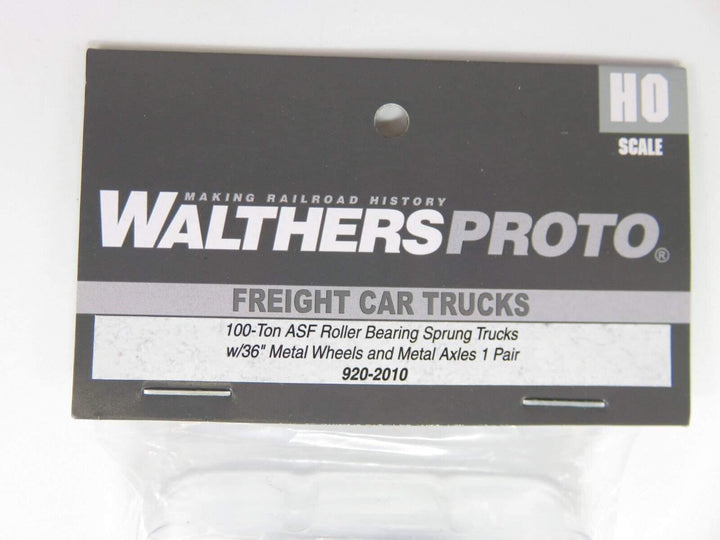 HO
SCALE
MAKING RAILROAD HISTORY
WALTHERSPROTO®
FREIGHT CAR TRUCKS
100-Ton ASF Roller Bearing Sprung Trucks
w/36" Metal Wheels and Metal Axles 1 Pair
920-2010